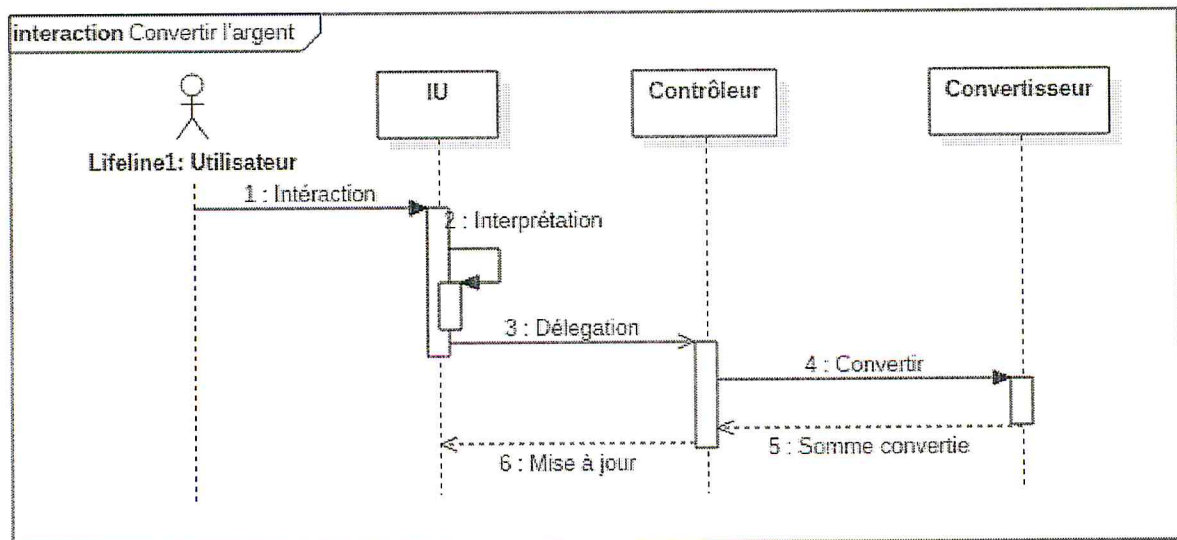 interaction Convertir l'argent
IU
Contrôleur
Convertisseur
Lifeline1: Utilisateur
1 : Intéraction
2 : Interprétation
3 : Délegation
4 : Convertir
5 : Somme convertie
6 : Mise à jour